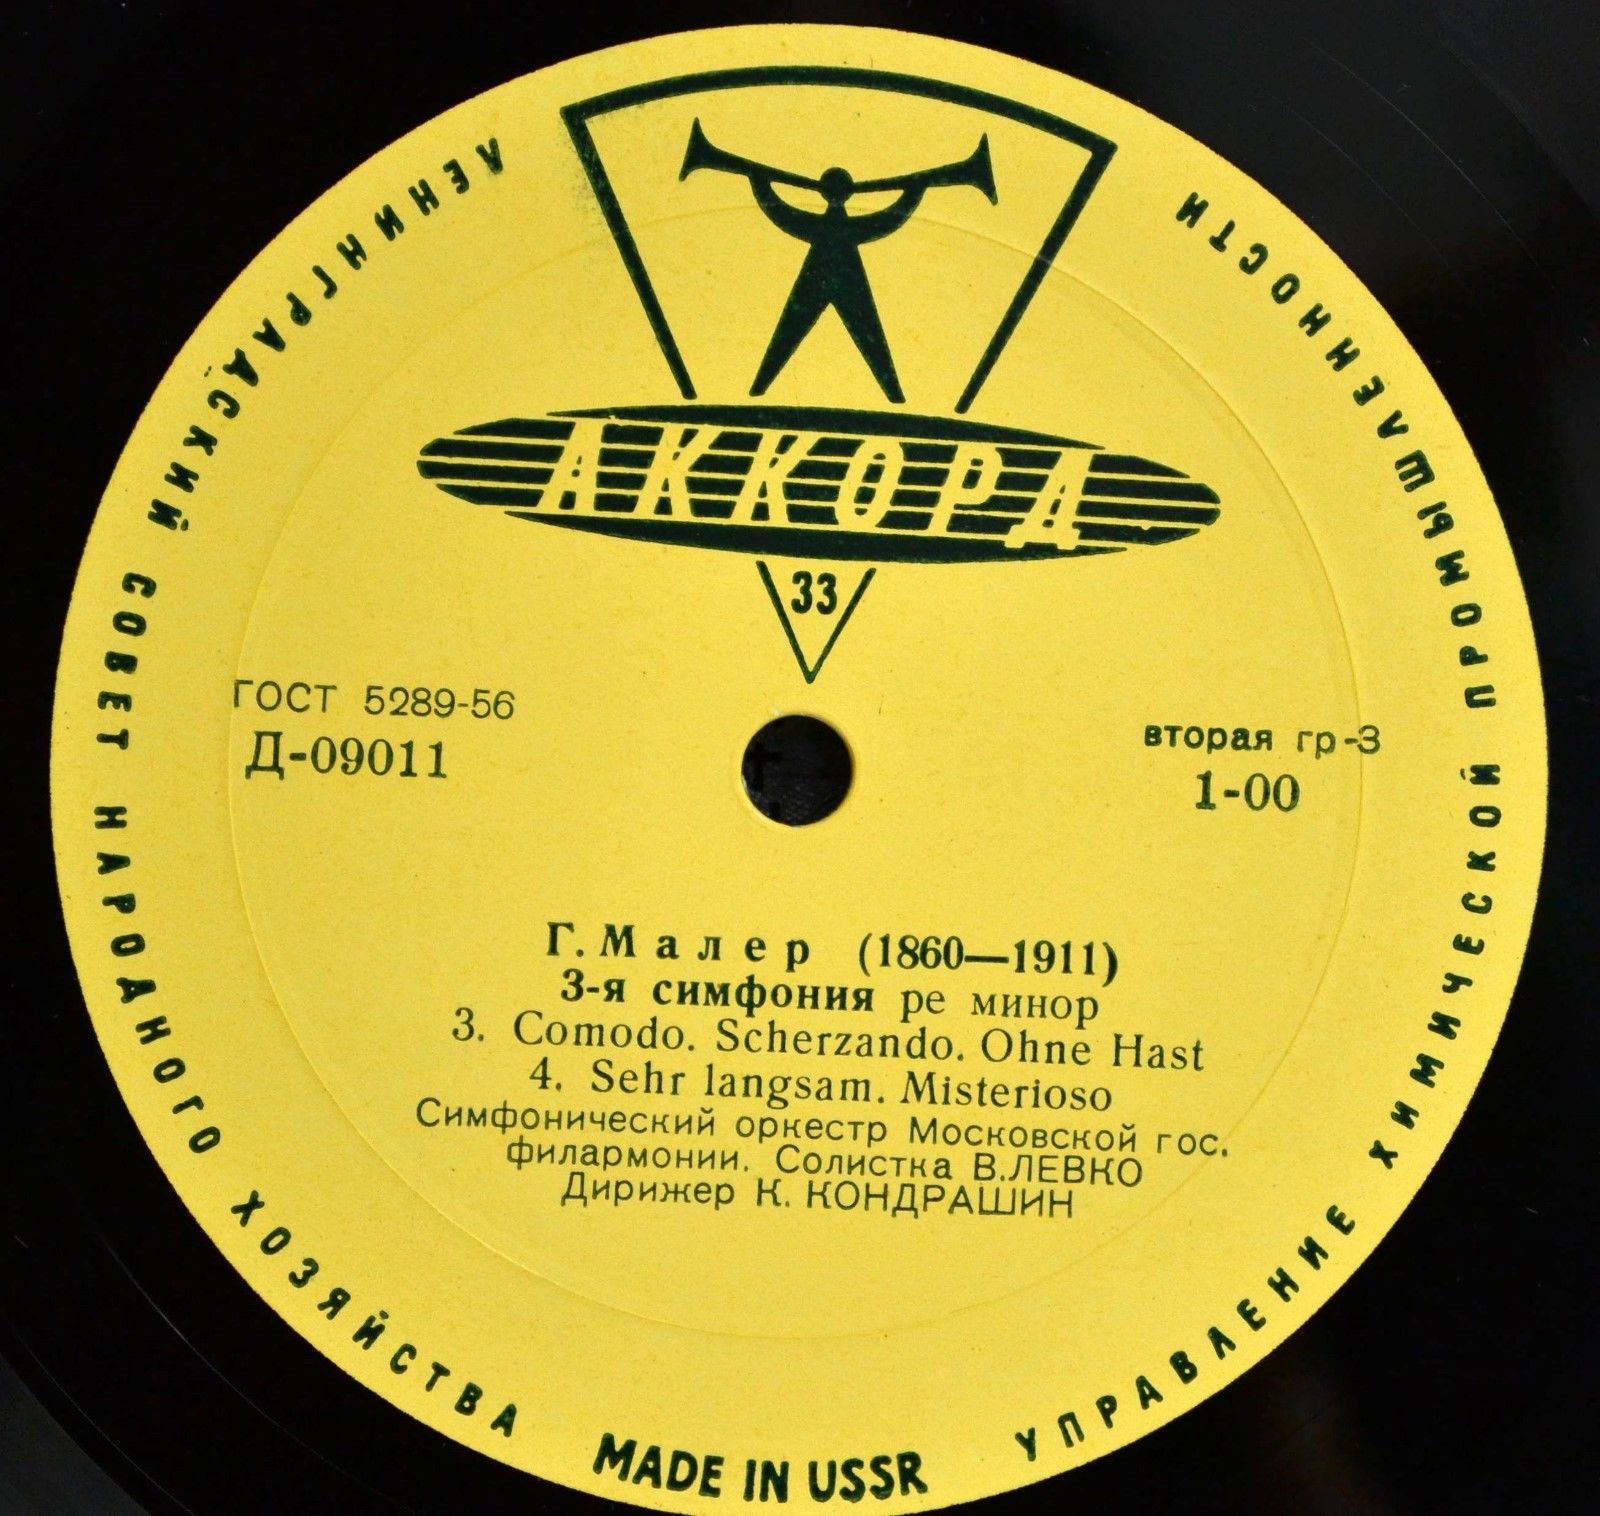 ЛЕНИНГРАДСКИЙ СОВЕТ НАРОДНОГО ХОЗЯЙСТВА
УПРАВЛЕНИЕ ХИМИЧЕСКОЙ ПРОМЫШЛЕННОСТИ
АККОРД
33
ГОСТ 5289-56
Д-09011
вторая гр-3
1-00
Г. Малер (1860—1911)
3-я симфония ре минор
3. Comodo. Scherzando. Ohne Hast
4. Sehr langsam. Misterioso
Симфонический оркестр Московской гос.
филармонии. Солистка В.ЛЕВКО
Дирижер К. КОНДРАШИН
MADE IN USSR